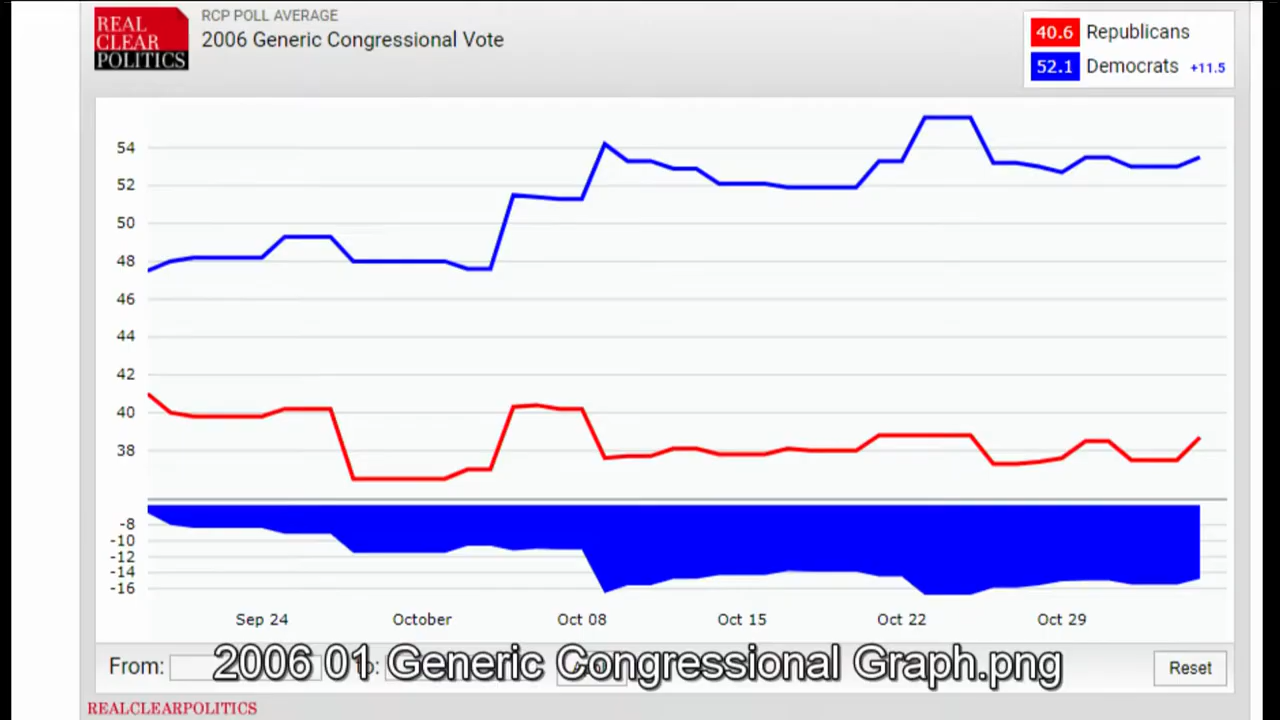 REAL
CLEAR
POLITICS
RCP POLL AVERAGE
2006 Generic Congressional Vote
40.6 Republicans
52.1 Democrats +11.5
54
52
50
48
46
44
42
40
38
-8
-10
-12
-14
-16
Sep 24 October Oct 08 Oct 15 Oct 22 Oct 29
From:
2006 01 Generic Congressional Graph.png
Reset
REALCLEARPOLITICS